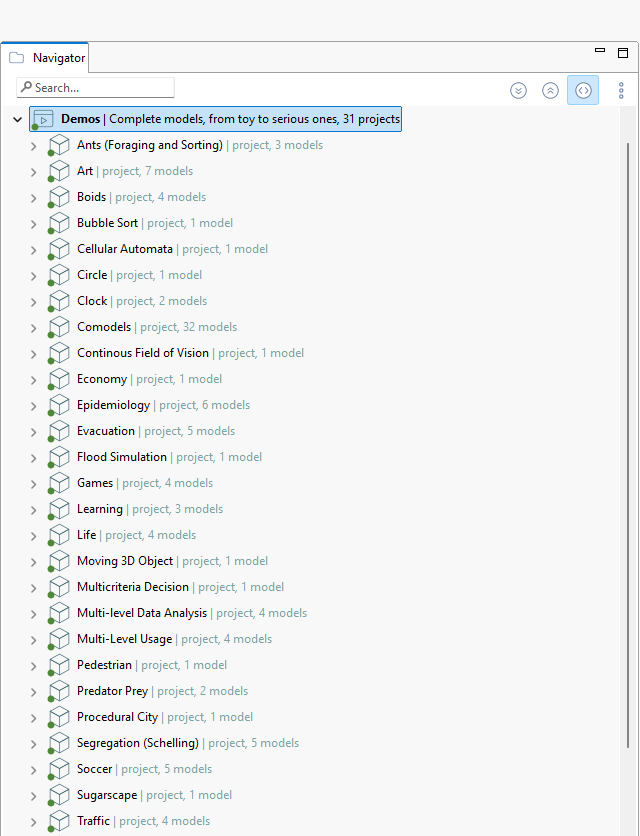 Navigator
Search...
Demos | Complete models, from toy to serious ones, 31 projects
Ants (Foraging and Sorting) | project, 3 models
Art | project, 7 models
Boids | project, 4 models
Bubble Sort | project, 1 model
Cellular Automata | project, 1 model
Circle | project, 1 model
Clock | project, 2 models
Comodels | project, 32 models
Continous Field of Vision | project, 1 model
Economy | project, 1 model
Epidemiology | project, 6 models
Evacuation | project, 5 models
Flood Simulation | project, 1 model
Games | project, 4 models
Learning | project, 3 models
Life | project, 4 models
Moving 3D Object | project, 1 model
Multicriteria Decision | project, 1 model
Multi-level Data Analysis | project, 4 models
Multi-Level Usage | project, 4 models
Pedestrian | project, 1 model
Predator Prey | project, 2 models
Procedural City | project, 1 model
Segregation (Schelling) | project, 5 models
Soccer | project, 5 models
Sugarscape | project, 1 model
Traffic | project, 4 models